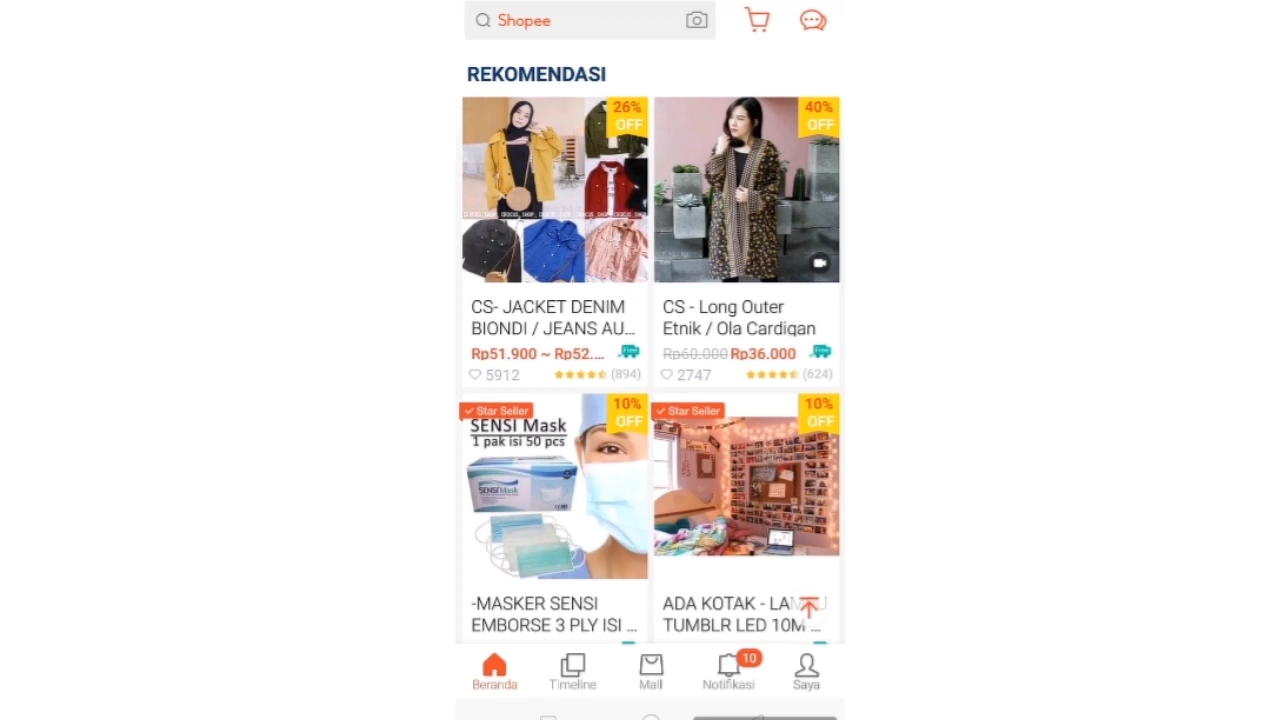 Shopee
REKOMENDASI
26%
OFF
40%
OFF
CS- JACKET DENIM
BIONDI / JEANS AU...
Rp51.900 ~ Rp52....
5912
(894)
CS - Long Outer
Etnik / Ola Cardigan
Rp60.000 Rp36.000
2747
(624)
Star Seller
10%
OFF
SENSI Mask
1 pak isi 50 pcs
SENSI Mask
Star Seller
10%
OFF
-MASKER SENSI
EMBORSE 3 PLY ISI ...
ADA KOTAK - LAMPU
TUMBLR LED 10M ...
Beranda
Timeline
Mall
10
Notifikasi
Saya